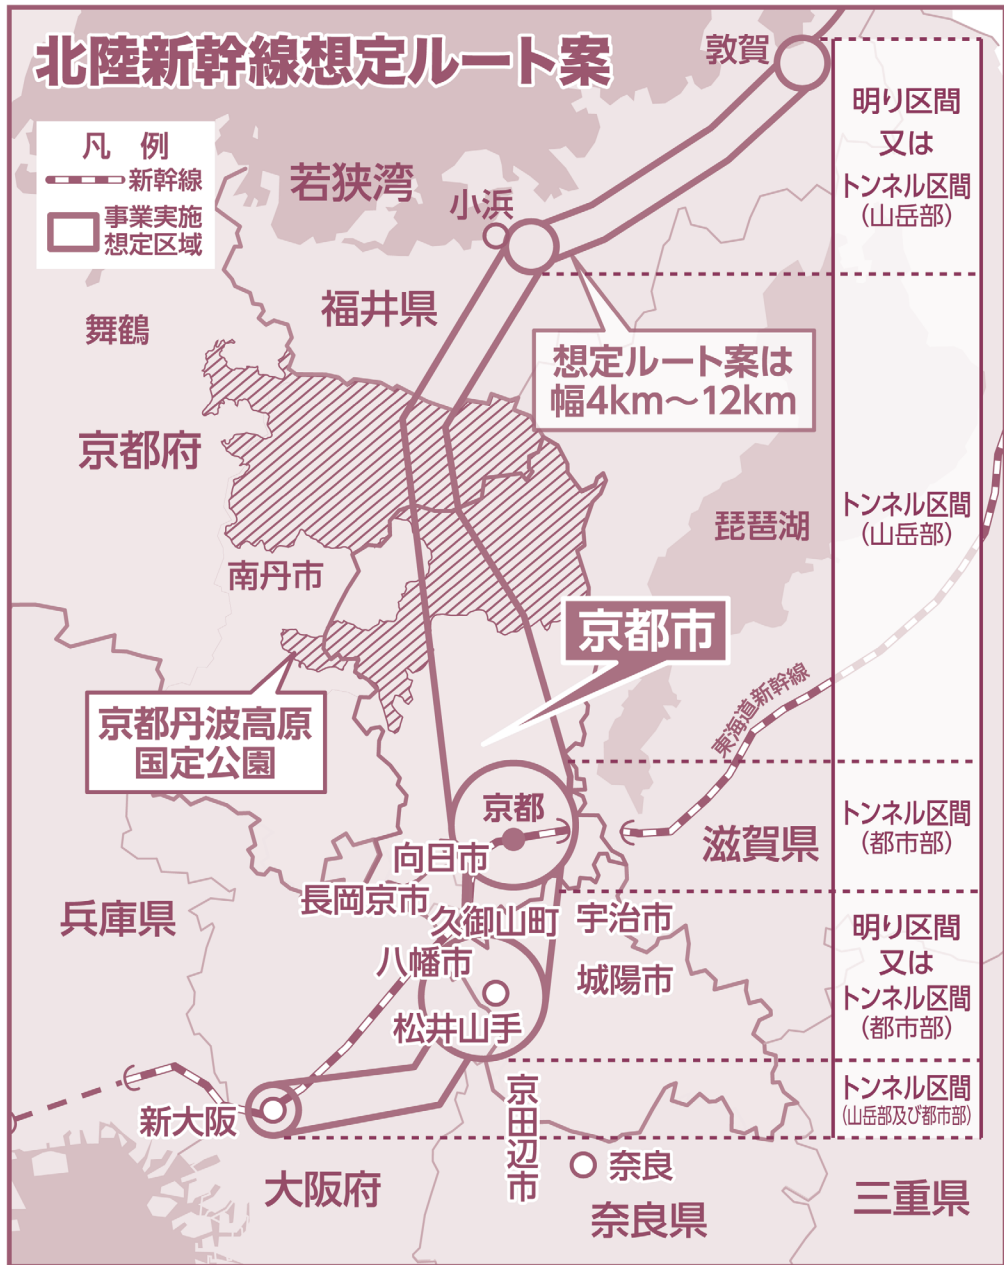 北陸新幹線想定ルート案
敦賀
凡 例
新幹線
事業実施
想定区域
若狭湾
小浜
福井県
舞鶴
想定ルート案は
幅4km〜12km
京都府
琵琶湖
南丹市
京都市
京都丹波高原
国定公園
東海道新幹線
京都
向日市
滋賀県
長岡京市
兵庫県
久御山町
宇治市
八幡市
城陽市
松井山手
新大阪
京田辺市
大阪府
奈良
奈良県
三重県
明り区間
又は
トンネル区間
(山岳部)
トンネル区間
(山岳部)
トンネル区間
(都市部)
明り区間
又は
トンネル区間
(都市部)
トンネル区間
(山岳部及び都市部)